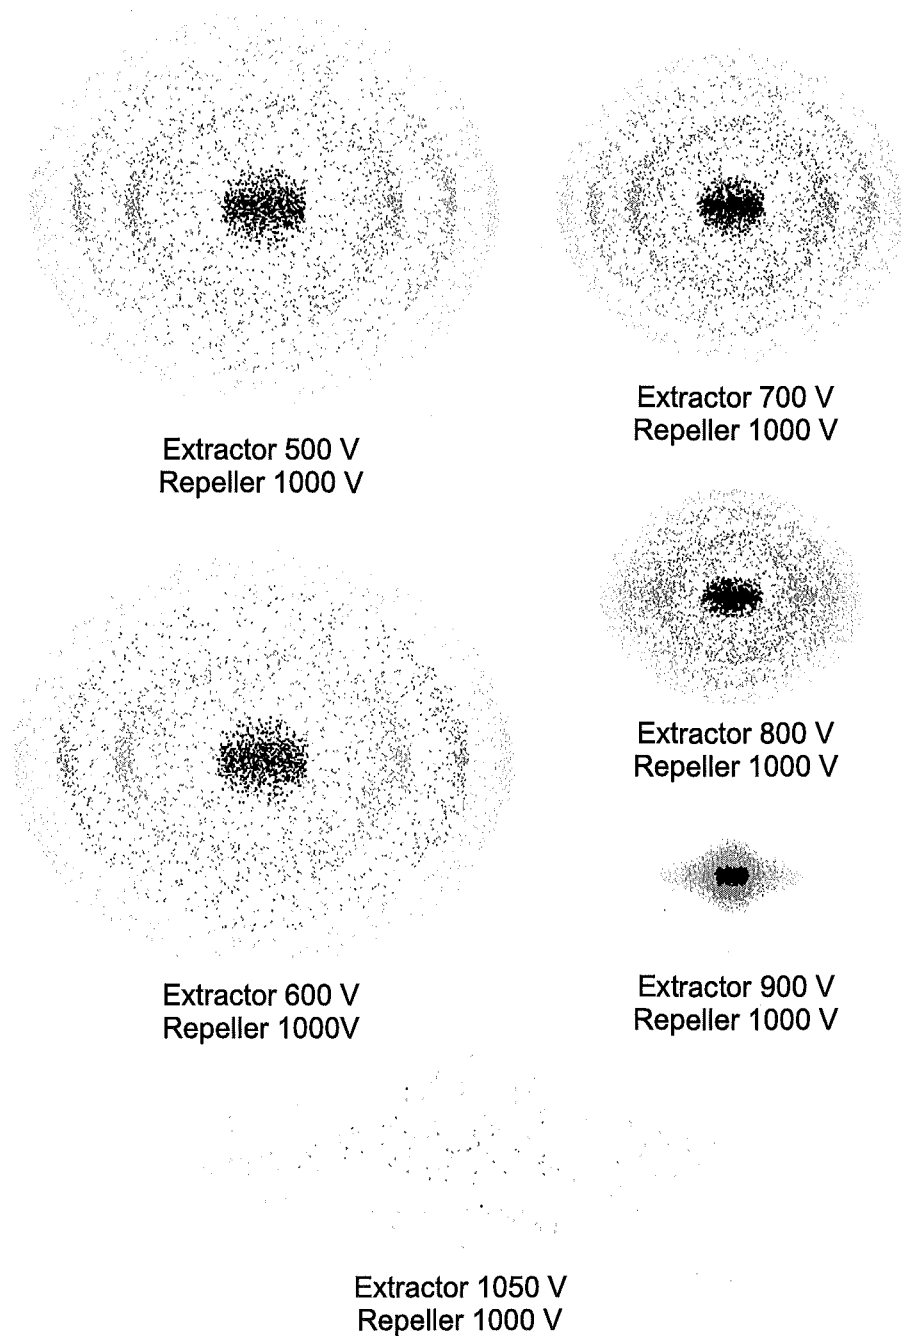 Extractor 500 V
Repeller 1000 V
Extractor 700 V
Repeller 1000 V
Extractor 600 V
Repeller 1000V
Extractor 800 V
Repeller 1000 V
Extractor 900 V
Repeller 1000 V
Extractor 1050 V
Repeller 1000 V